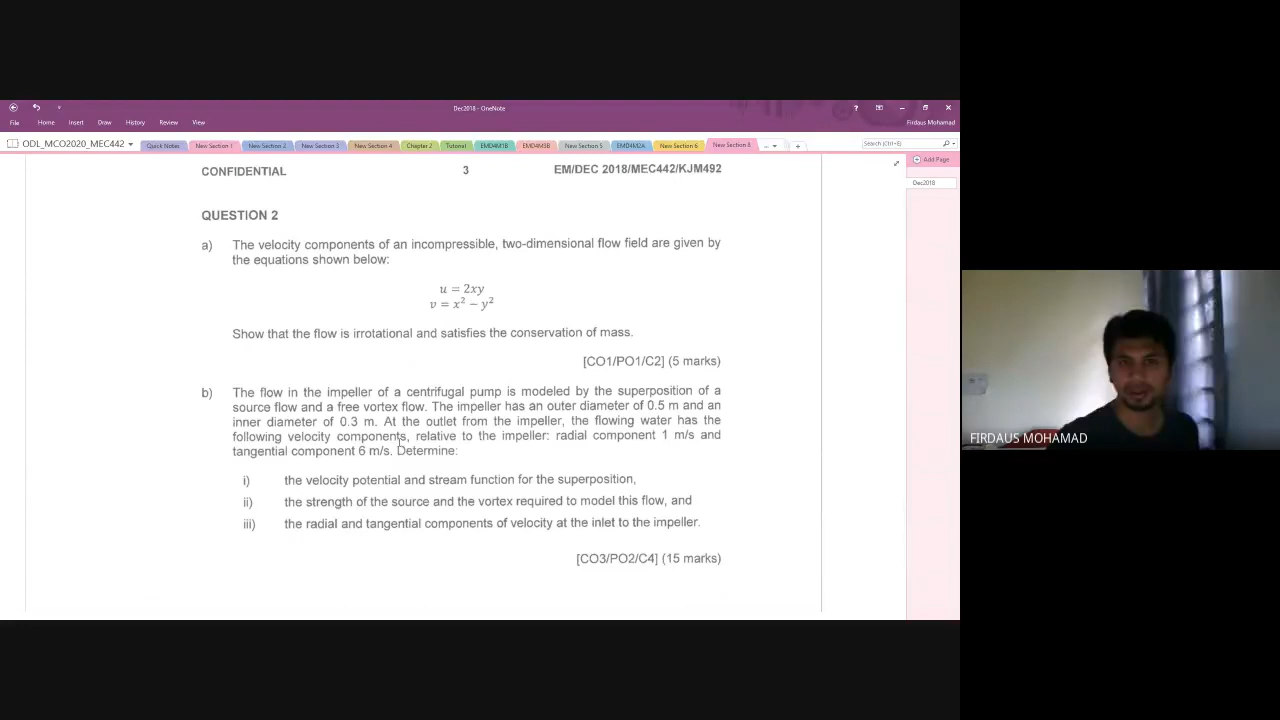 Dec2018 - OneNote
?
File Home Insert Draw History Review View
Firdaus Mohamad
ODL_MCO2020_MEC442
Quick Notes New Section 1 New Section 2 New Section 3 New Section 4 Chapter 2 Tutorial EMD4M1B EMD4M3B New Section 5 EMD4M2A New Section 6 New Section 8 ... +
Search (Ctrl+E)
Add Page
Dec2018
CONFIDENTIAL 3 EM/DEC 2018/MEC442/KJM492
QUESTION 2
a) The velocity components of an incompressible, two-dimensional flow field are given by
the equations shown below:
u = 2xy
v = x² − y²
Show that the flow is irrotational and satisfies the conservation of mass.
[CO1/PO1/C2] (5 marks)
b) The flow in the impeller of a centrifugal pump is modeled by the superposition of a
source flow and a free vortex flow. The impeller has an outer diameter of 0.5 m and an
inner diameter of 0.3 m. At the outlet from the impeller, the flowing water has the
following velocity components, relative to the impeller: radial component 1 m/s and
tangential component 6 m/s. Determine:
i) the velocity potential and stream function for the superposition,
ii) the strength of the source and the vortex required to model this flow, and
iii) the radial and tangential components of velocity at the inlet to the impeller.
[CO3/PO2/C4] (15 marks)
FIRDAUS MOHAMAD